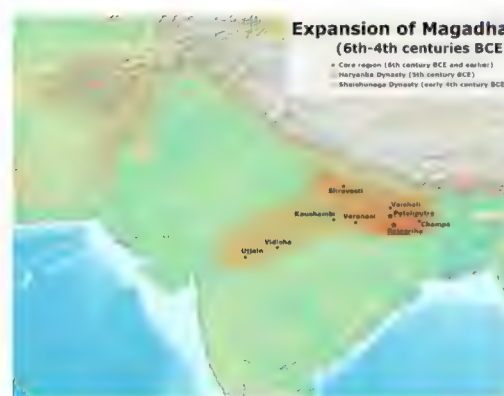 Expansion of Magadha
(6th-4th centuries BCE
Core region (6th century BCE and earlier)
Haryanka Dynasty (5th century BCE)
Shaishunaga Dynasty (early 4th century BCE
Shravasti
Vaishali
Pataliputra
Kaushambi
Varanasi
Champa
Rajagriha
Vidisha
Ujjain